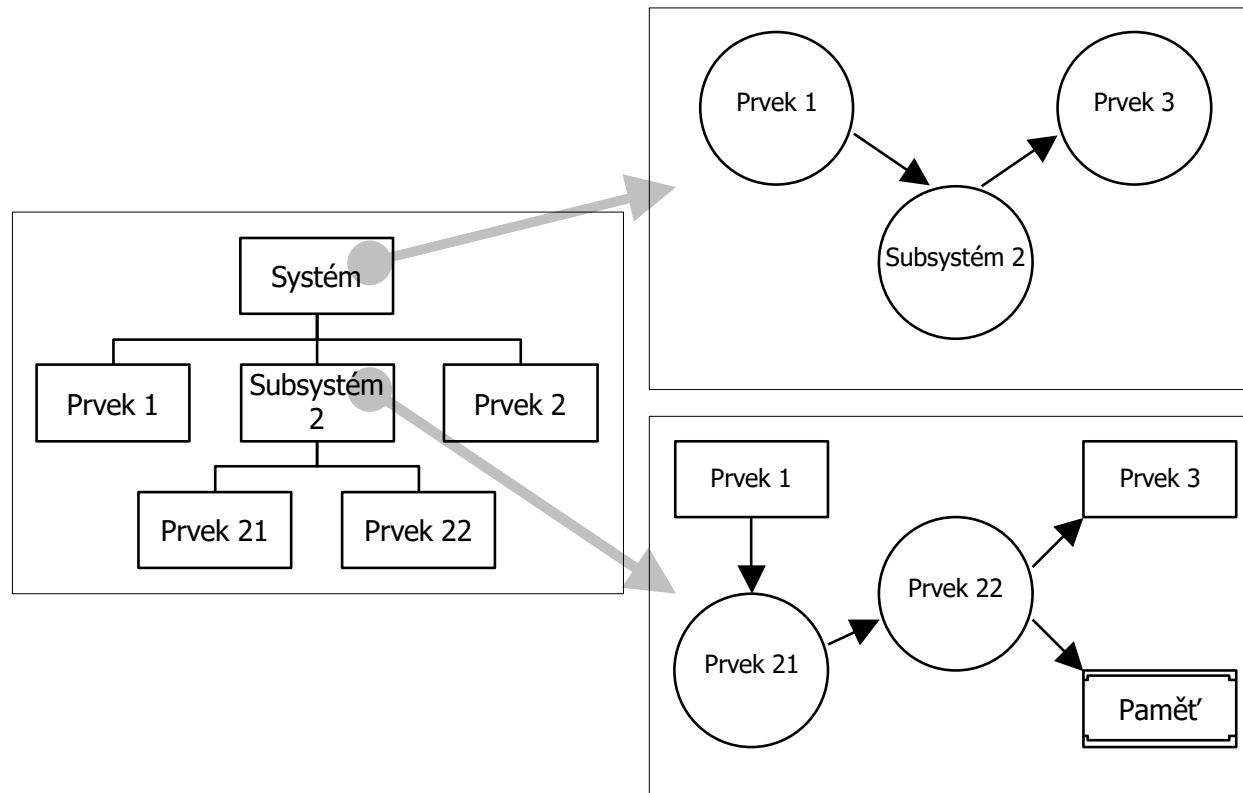 Systém
Prvek 1
Subsystém
2
Prvek 2
Prvek 21
Prvek 22
Prvek 1
Prvek 3
Subsystém 2
Prvek 1
Prvek 3
Prvek 22
Prvek 21
Paměť